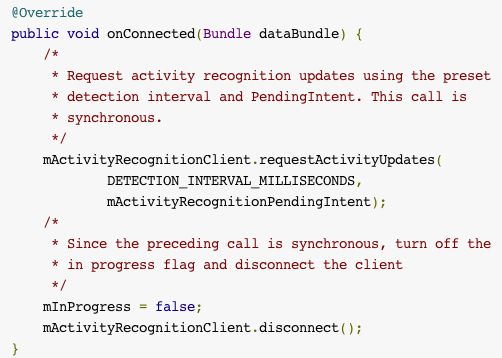 @Override
public void onConnected(Bundle dataBundle) {
    /*
     * Request activity recognition updates using the preset
     * detection interval and PendingIntent. This call is
     * synchronous.
     */
    mActivityRecognitionClient.requestActivityUpdates(
            DETECTION_INTERVAL_MILLISECONDS,
            mActivityRecognitionPendingIntent);
    /*
     * Since the preceding call is synchronous, turn off the
     * in progress flag and disconnect the client
     */
    mInProgress = false;
    mActivityRecognitionClient.disconnect();
}